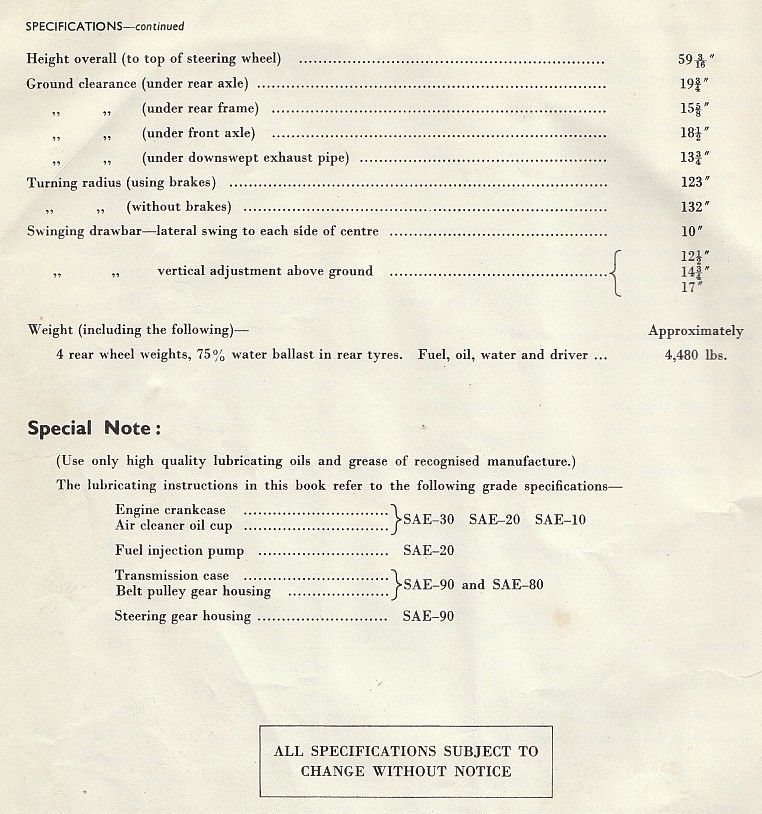 SPECIFICATIONS—continued
Height overall (to top of steering wheel) ........ 59 3/16"
Ground clearance (under rear axle) ........ 19¾"
,, ,, (under rear frame) ........ 15⅝"
,, ,, (under front axle) ........ 18½"
,, ,, (under downswept exhaust pipe) ........ 13¾"
Turning radius (using brakes) ........ 123"
,, ,, (without brakes) ........ 132"
Swinging drawbar—lateral swing to each side of centre ........ 10"
,, ,, vertical adjustment above ground ........ { 12½"
14¾"
17"
Weight (including the following)— Approximately
4 rear wheel weights, 75% water ballast in rear tyres. Fuel, oil, water and driver ... 4,480 lbs.
Special Note :
(Use only high quality lubricating oils and grease of recognised manufacture.)
The lubricating instructions in this book refer to the following grade specifications—
Engine crankcase ........
Air cleaner oil cup ........ } SAE–30 SAE–20 SAE–10
Fuel injection pump ........ SAE–20
Transmission case ........
Belt pulley gear housing ........ } SAE–90 and SAE–80
Steering gear housing ........ SAE–90
ALL SPECIFICATIONS SUBJECT TO
CHANGE WITHOUT NOTICE